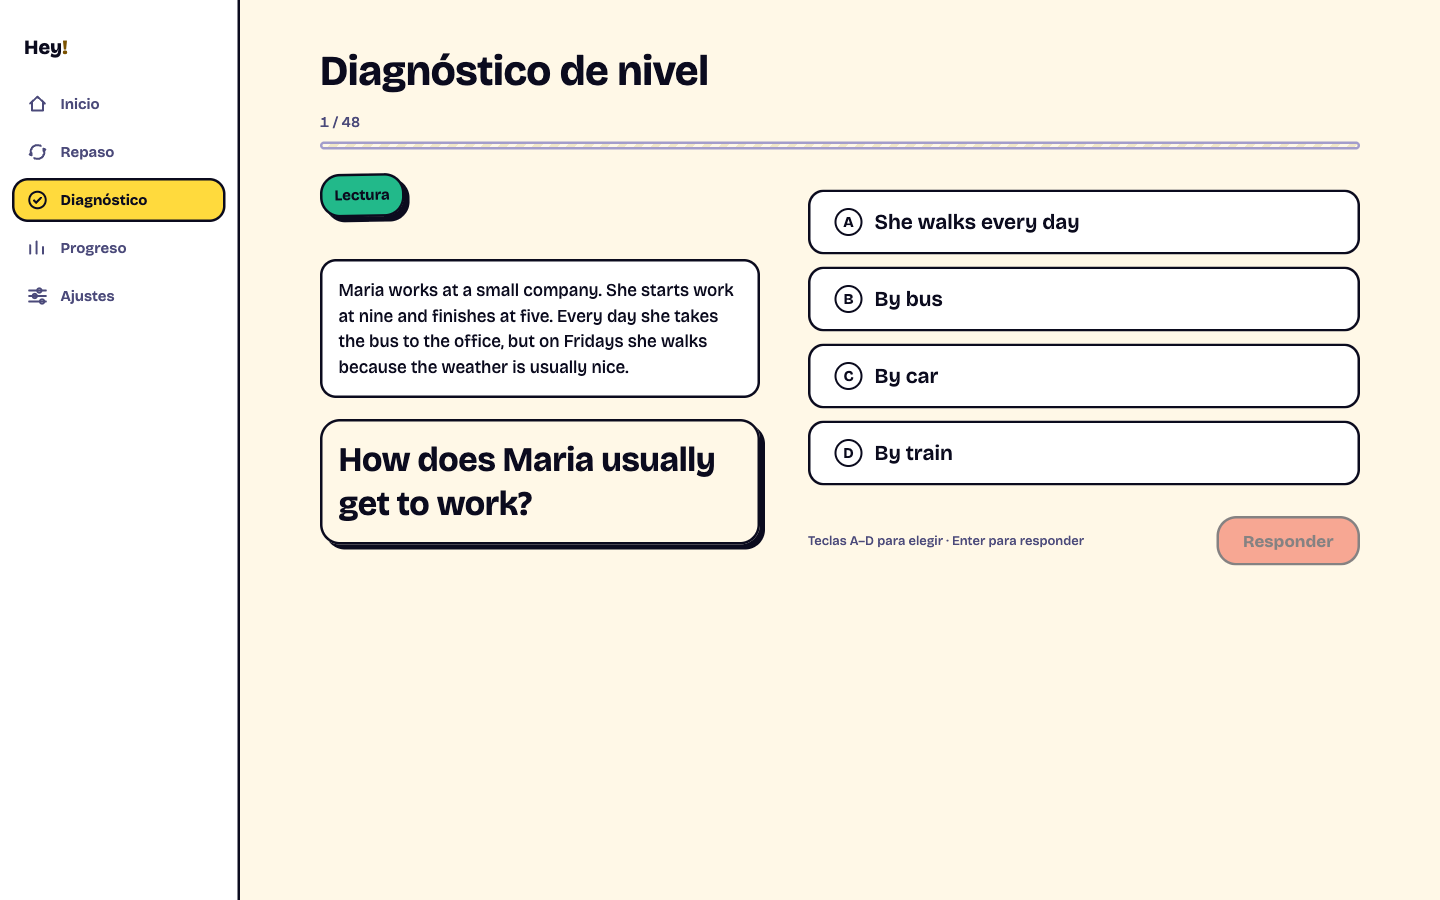 Hey!
Inicio
Repaso
Diagnóstico
Progreso
Ajustes
Diagnóstico de nivel
1 / 48
Lectura
Maria works at a small company. She starts work
at nine and finishes at five. Every day she takes
the bus to the office, but on Fridays she walks
because the weather is usually nice.
How does Maria usually
get to work?
A She walks every day
B By bus
C By car
D By train
Teclas A–D para elegir · Enter para responder
Responder